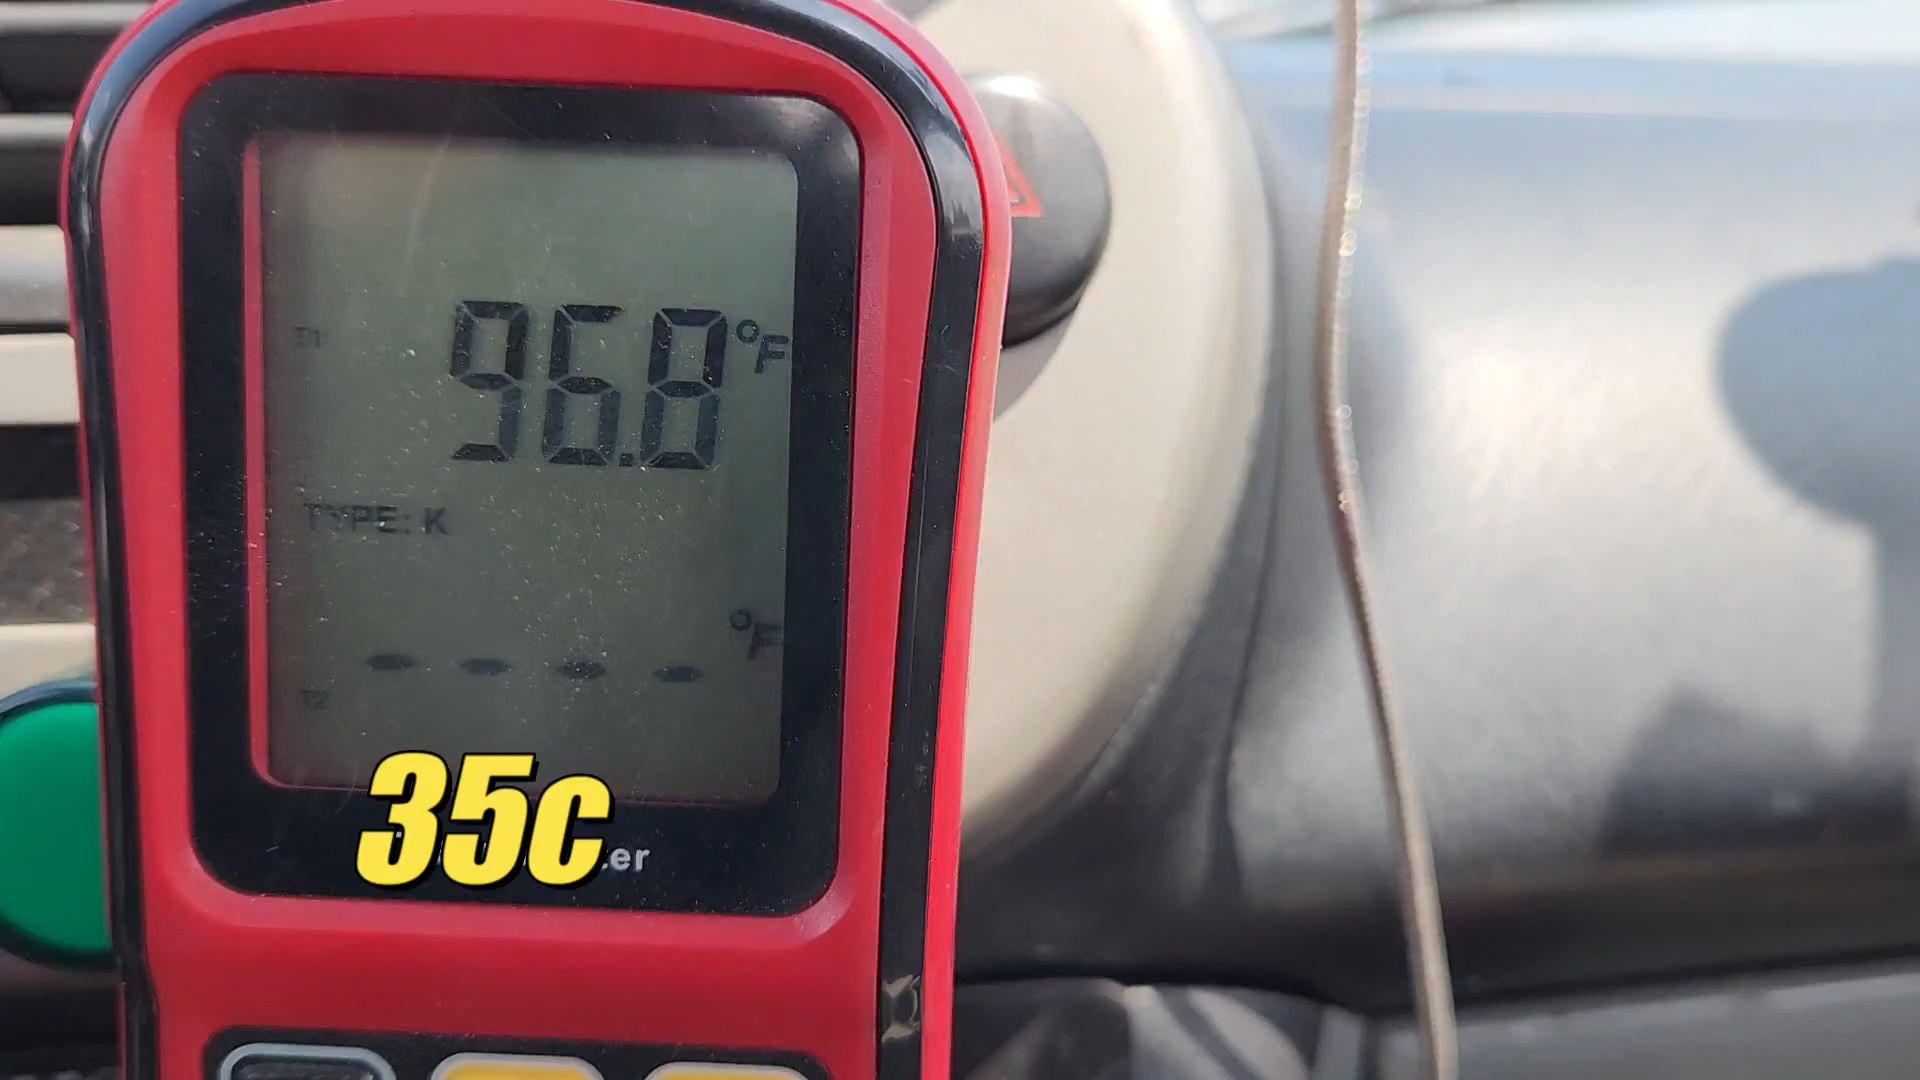 T1 96.8 °F
TYPE: K
---- °F
T2
35c